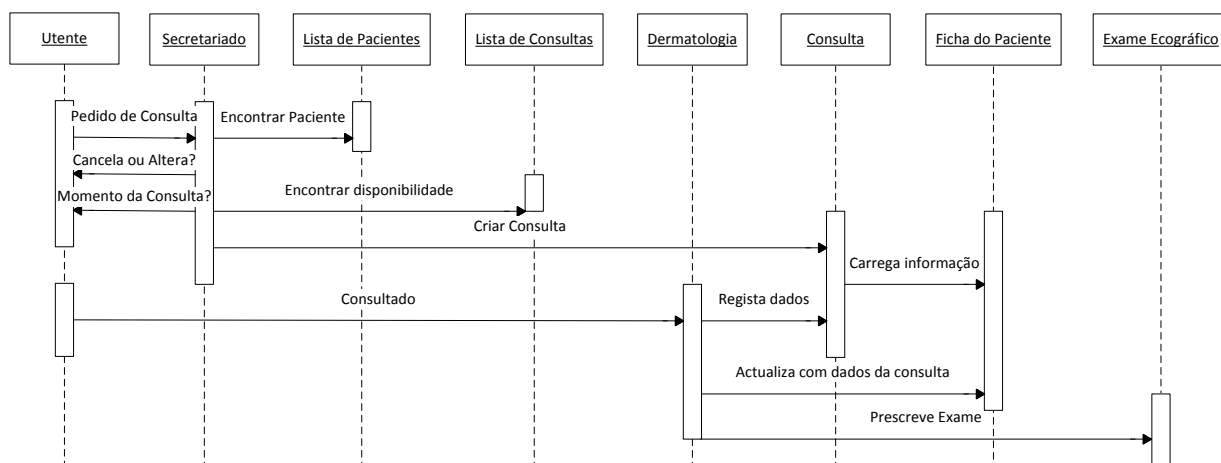 Utente
Secretariado
Lista de Pacientes
Lista de Consultas
Dermatologia
Consulta
Ficha do Paciente
Exame Ecográfico
Pedido de Consulta
Encontrar Paciente
Cancela ou Altera?
Momento da Consulta?
Encontrar disponibilidade
Criar Consulta
Carrega informação
Consultado
Regista dados
Actualiza com dados da consulta
Prescreve Exame